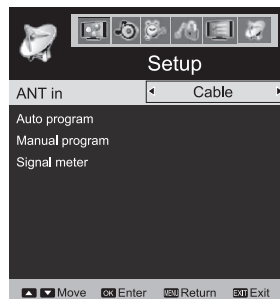 Setup
ANT in Cable
Auto program
Manual program
Signal meter
Move OK Enter MENU Return EXIT Exit